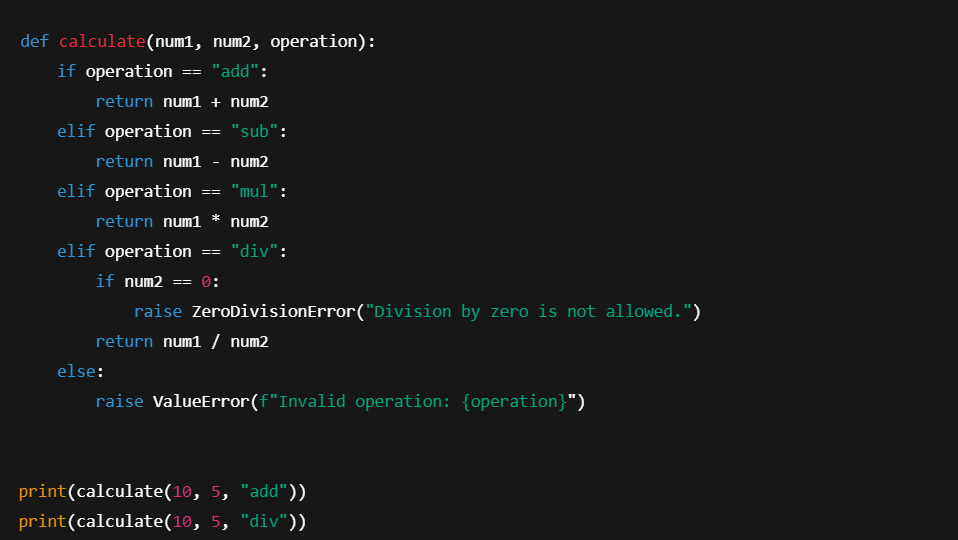 def calculate(num1, num2, operation):
    if operation == "add":
        return num1 + num2
    elif operation == "sub":
        return num1 - num2
    elif operation == "mul":
        return num1 * num2
    elif operation == "div":
        if num2 == 0:
            raise ZeroDivisionError("Division by zero is not allowed.")
        return num1 / num2
    else:
        raise ValueError(f"Invalid operation: {operation}")
print(calculate(10, 5, "add"))
print(calculate(10, 5, "div"))